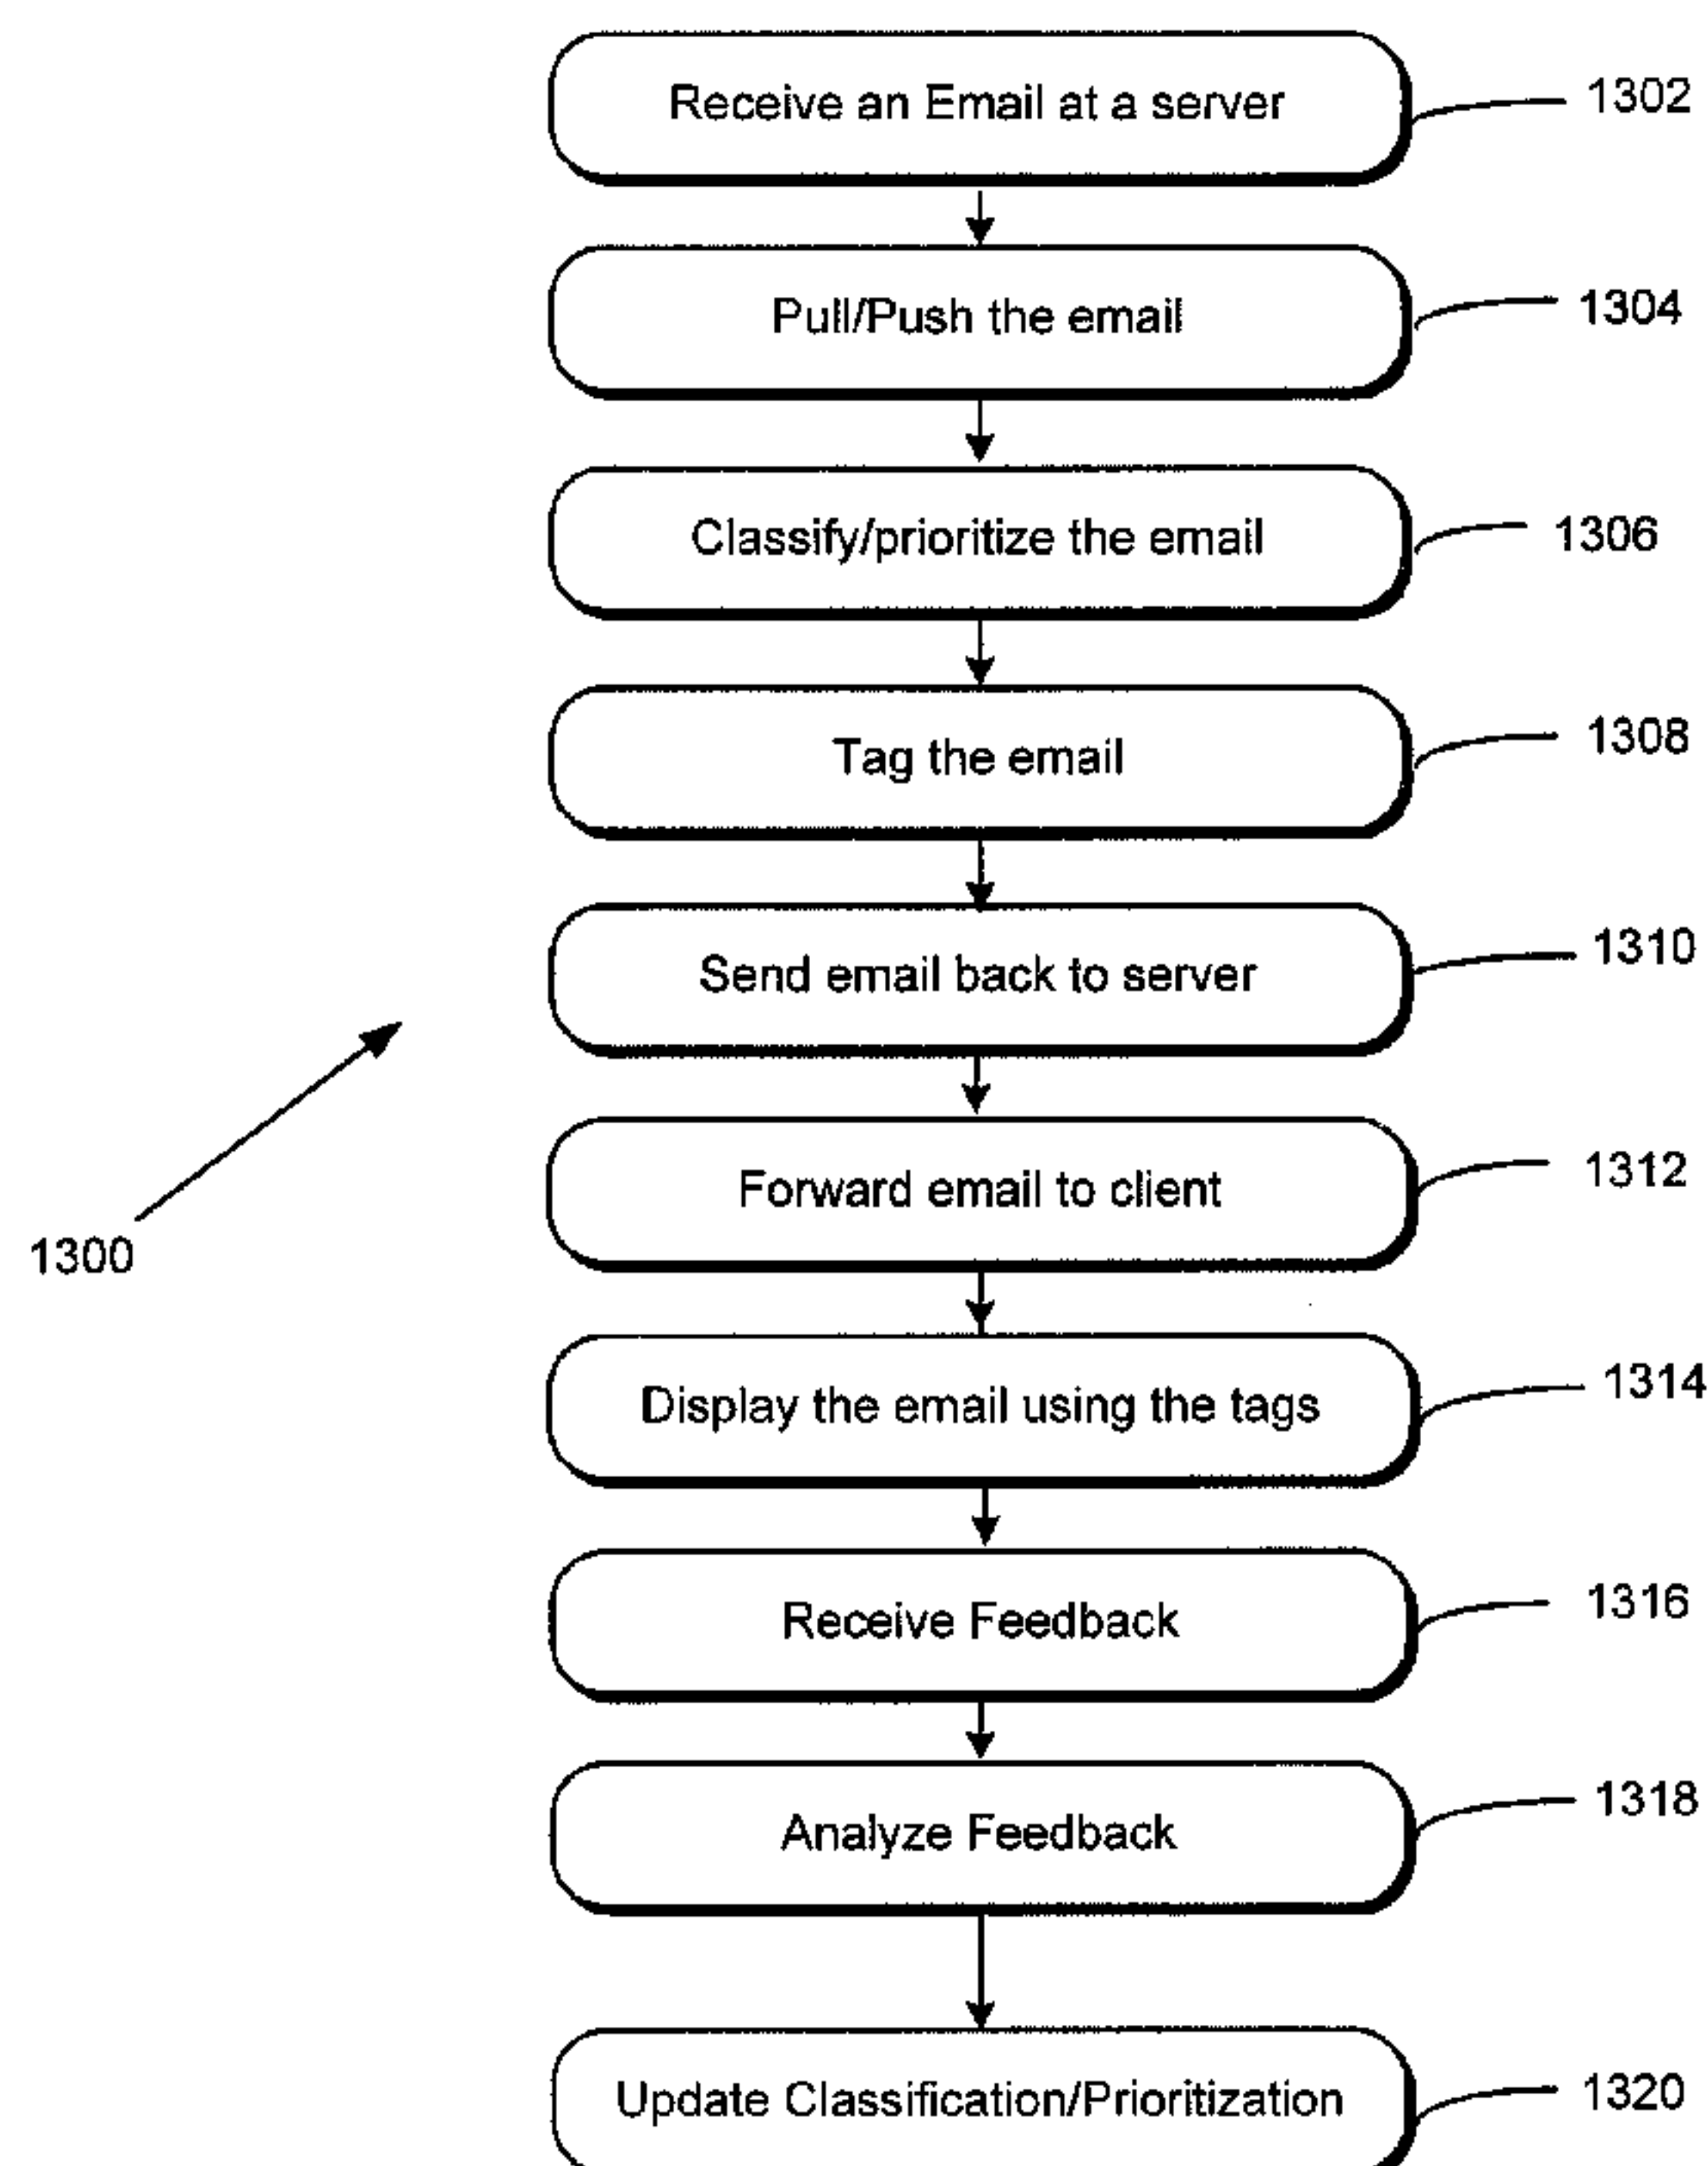 Receive an Email at a server
1302
Pull/Push the email
1304
Classify/prioritize the email
1306
Tag the email
1308
Send email back to server
1310
Forward email to client
1312
1300
Display the email using the tags
1314
Receive Feedback
1316
Analyze Feedback
1318
Update Classification/Prioritization
1320